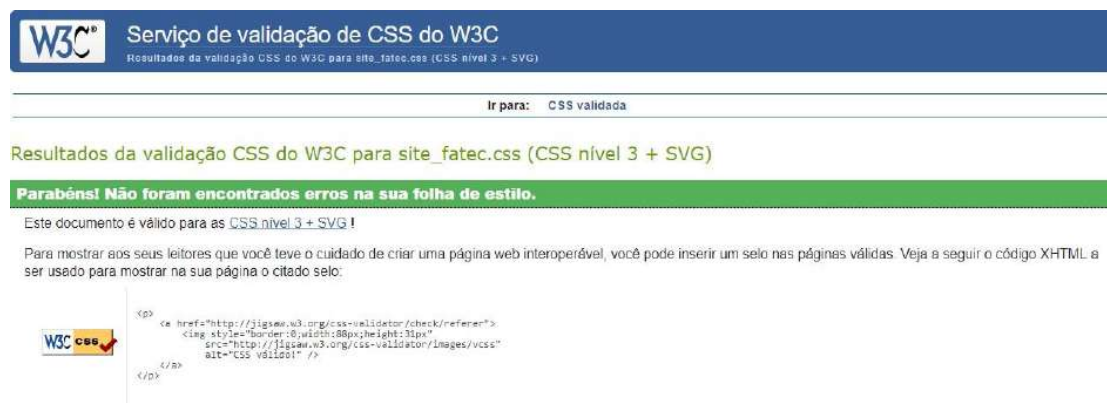 W3C®
Serviço de validação de CSS do W3C
Resultados da validação CSS do W3C para site_fatec.css (CSS nível 3 + SVG)
Ir para: CSS validada
Resultados da validação CSS do W3C para site_fatec.css (CSS nível 3 + SVG)
Parabéns! Não foram encontrados erros na sua folha de estilo.
Este documento é válido para as CSS nível 3 + SVG !
Para mostrar aos seus leitores que você teve o cuidado de criar uma página web interoperável, você pode inserir um selo nas páginas válidas. Veja a seguir o código XHTML a
ser usado para mostrar na sua página o citado selo:
W3C css
<p>
<a href="http://jigsaw.w3.org/css-validator/check/referer">
<img style="border:0;width:88px;height:31px"
src="http://jigsaw.w3.org/css-validator/images/vcss"
alt="CSS válido!" />
</a>
</p>